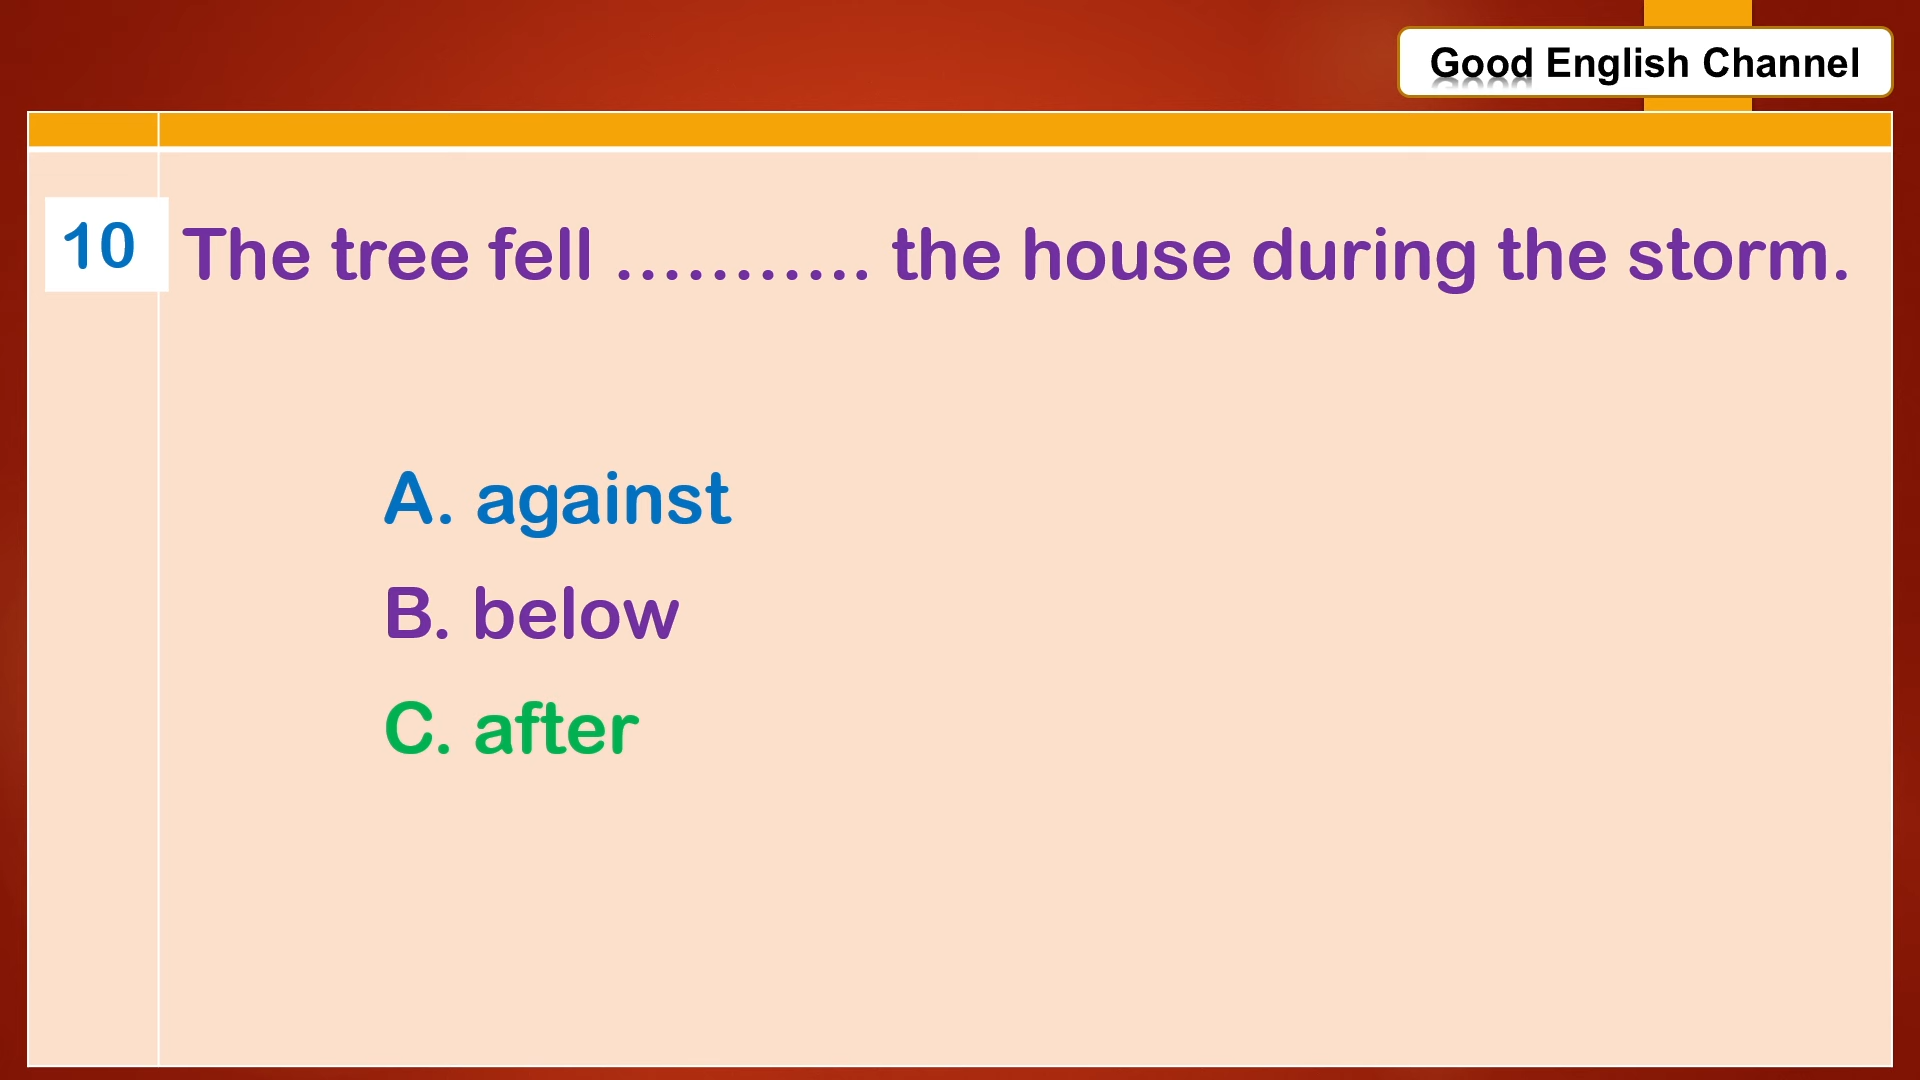 Good English Channel
10 The tree fell ........... the house during the storm.
A. against
B. below
C. after